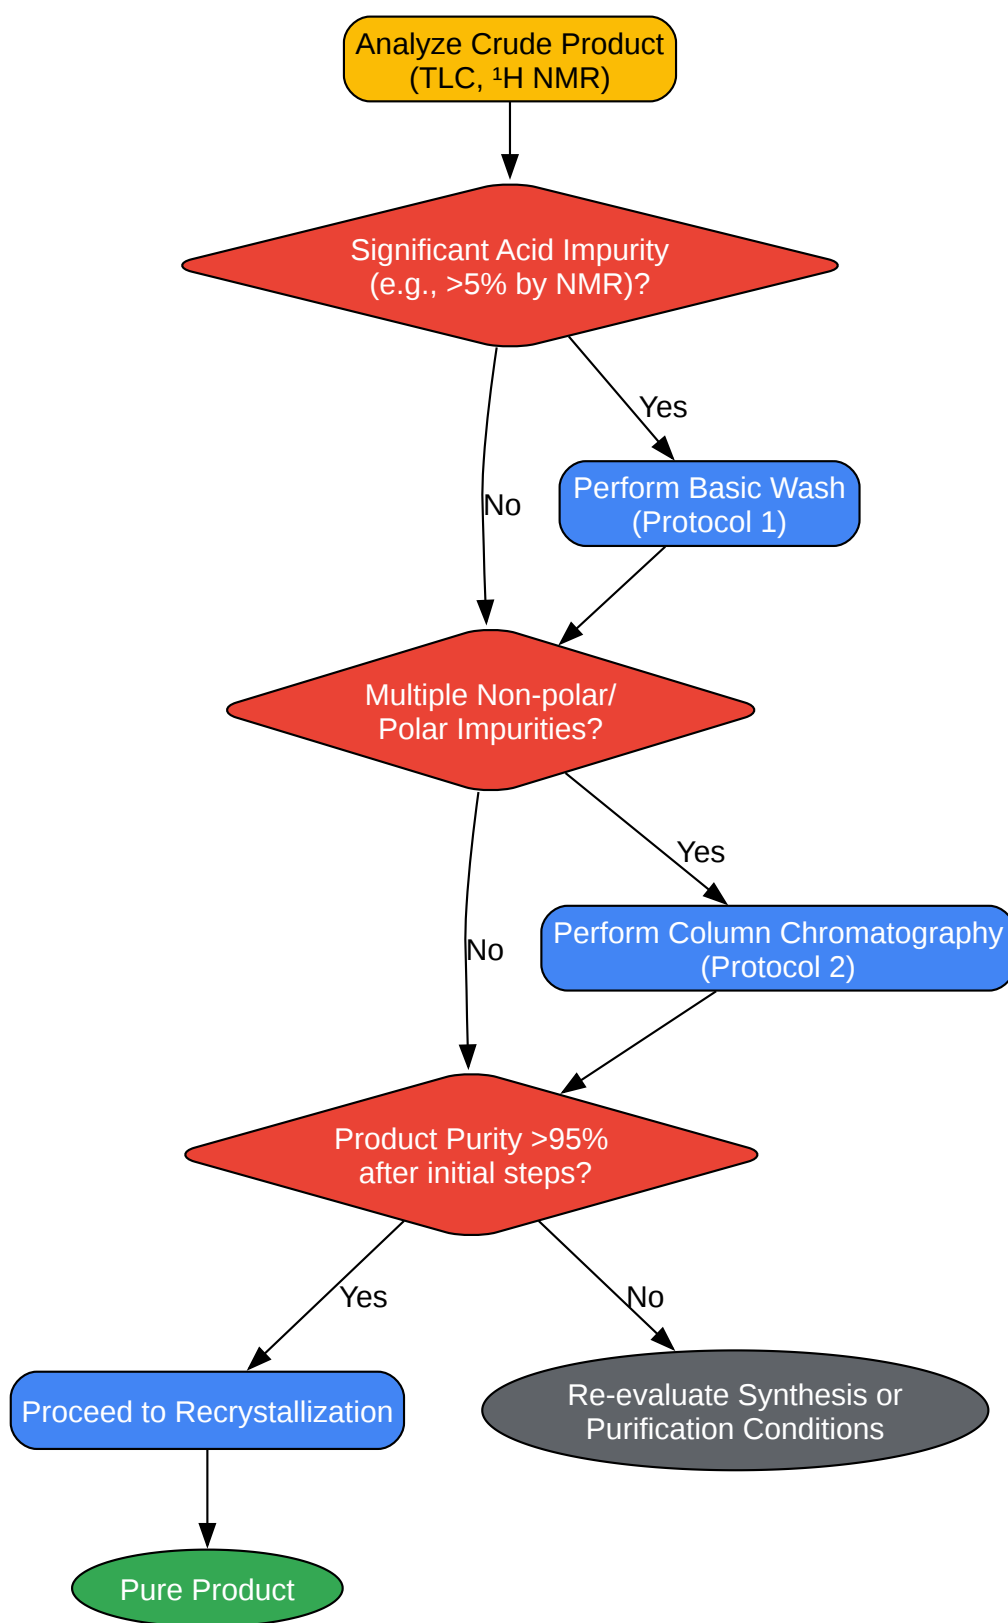 Analyze Crude Product
(TLC, ¹H NMR)
Significant Acid Impurity
(e.g., >5% by NMR)?
Yes
Perform Basic Wash
(Protocol 1)
No
Multiple Non-polar/
Polar Impurities?
Yes
Perform Column Chromatography
(Protocol 2)
No
Product Purity >95%
after initial steps?
Yes
No
Proceed to Recrystallization
Re-evaluate Synthesis or
Purification Conditions
Pure Product